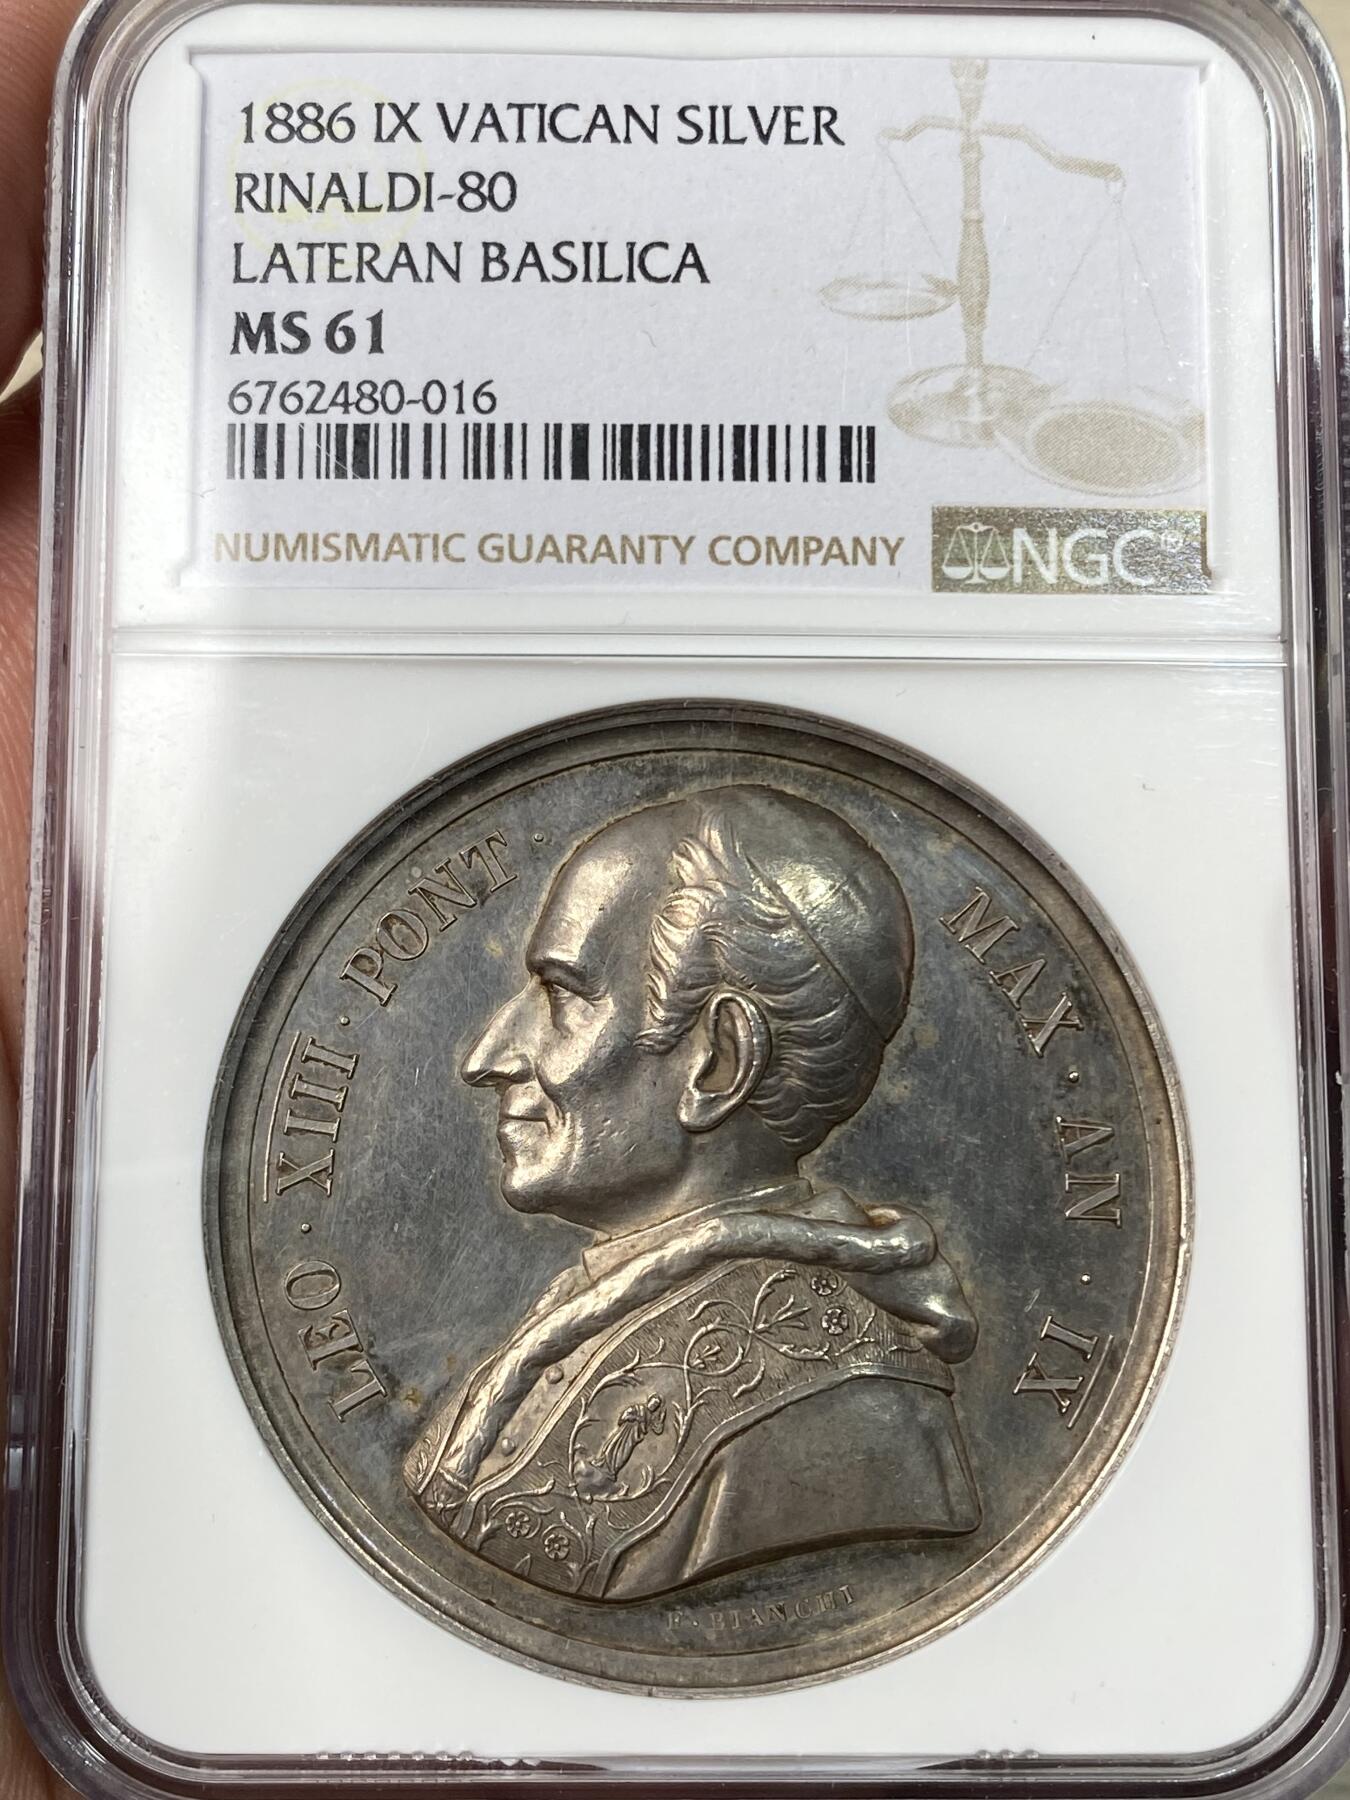 1886 IX VATICAN SILVER
RINALDI-80
LATERAN BASILICA
MS 61
6762480-016
NUMISMATIC GUARANTY COMPANY
NGC®
LEO · XIII · PONT · MAX · AN · IX
F. BIANCHI